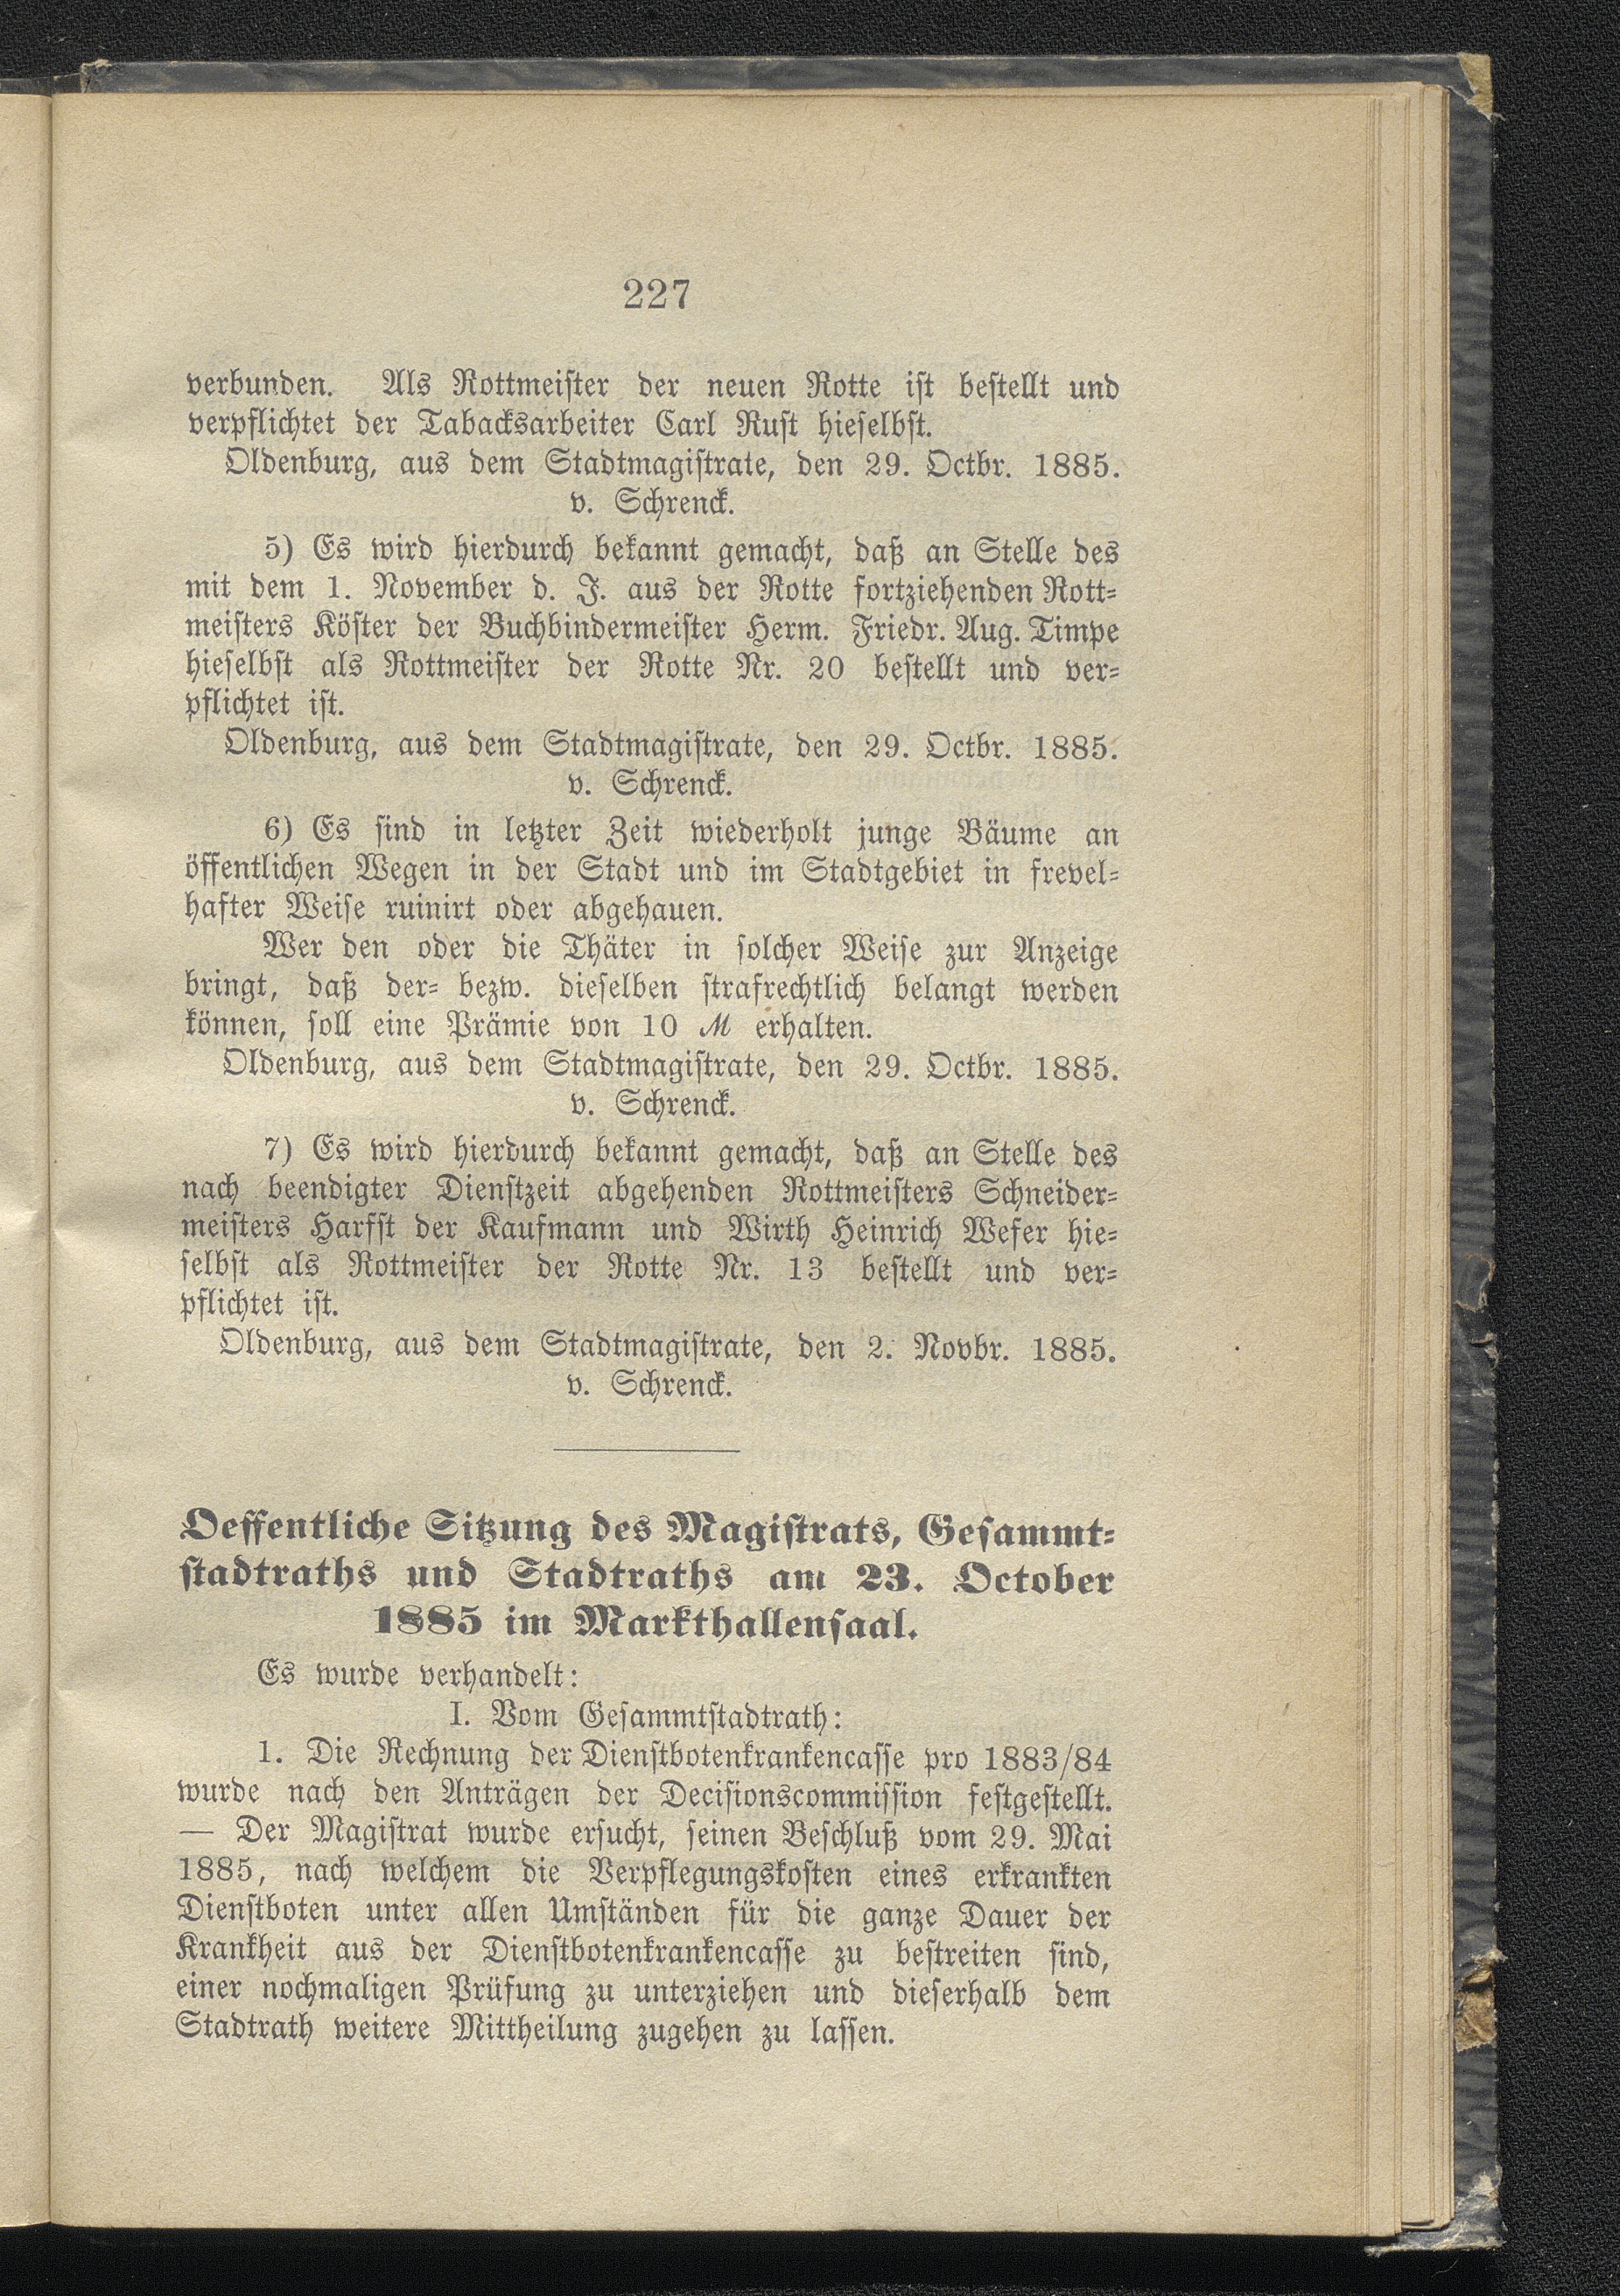 227
verbunden. Als Rottmeister der neuen Rotte ist bestellt und
verpflichtet der Tabacksarbeiter Carl Rust hieselbst.
Oldenburg, aus dem Stadtmagistrate, den 29. Octbr. 1885.
v. Schrenck.
5) Es wird hierdurch bekannt gemacht, daß an Stelle des
mit dem 1. November d. J. aus der Rotte fortziehenden Rott-
meisters Köster der Buchbindermeister Herm. Friedr. Aug. Timpe
hieselbst als Rottmeister der Rotte Nr. 20 bestellt und ver-
pflichtet ist.
Oldenburg, aus dem Stadtmagistrate, den 29. Octbr. 1885.
v. Schrenck.
6) Es sind in letzter Zeit wiederholt junge Bäume an
öffentlichen Wegen in der Stadt und im Stadtgebiet in frevel-
hafter Weise ruinirt oder abgehauen.
Wer den oder die Thäter in solcher Weise zur Anzeige
bringt, daß der- bezw. dieselben strafrechtlich belangt werden
können, soll eine Prämie von 10 M erhalten.
Oldenburg, aus dem Stadtmagistrate, den 29. Octbr. 1885.
v. Schrenck.
7) Es wird hierdurch bekannt gemacht, daß an Stelle des
nach beendigter Dienstzeit abgehenden Rottmeisters Schneider-
meisters Harfst der Kaufmann und Wirth Heinrich Wefer hie-
selbst als Rottmeister der Rotte Nr. 13 bestellt und ver-
pflichtet ist.
Oldenburg, aus dem Stadtmagistrate, den 2. Novbr. 1885.
v. Schrenck.
Oeffentliche Sitzung des Magistrats, Gesammt-
stadtraths und Stadtraths am 23. October
1885 im Markthallensaal.
Es wurde verhandelt:
I. Vom Gesammtstadtrath:
1. Die Rechnung der Dienstbotenkrankencasse pro 1883/84
wurde nach den Anträgen der Decisionscommission festgestellt.
— Der Magistrat wurde ersucht, seinen Beschluß vom 29. Mai
1885, nach welchem die Verpflegungskosten eines erkrankten
Dienstboten unter allen Umständen für die ganze Dauer der
Krankheit aus der Dienstbotenkrankencasse zu bestreiten sind,
einer nochmaligen Prüfung zu unterziehen und dieserhalb dem
Stadtrath weitere Mittheilung zugehen zu lassen.